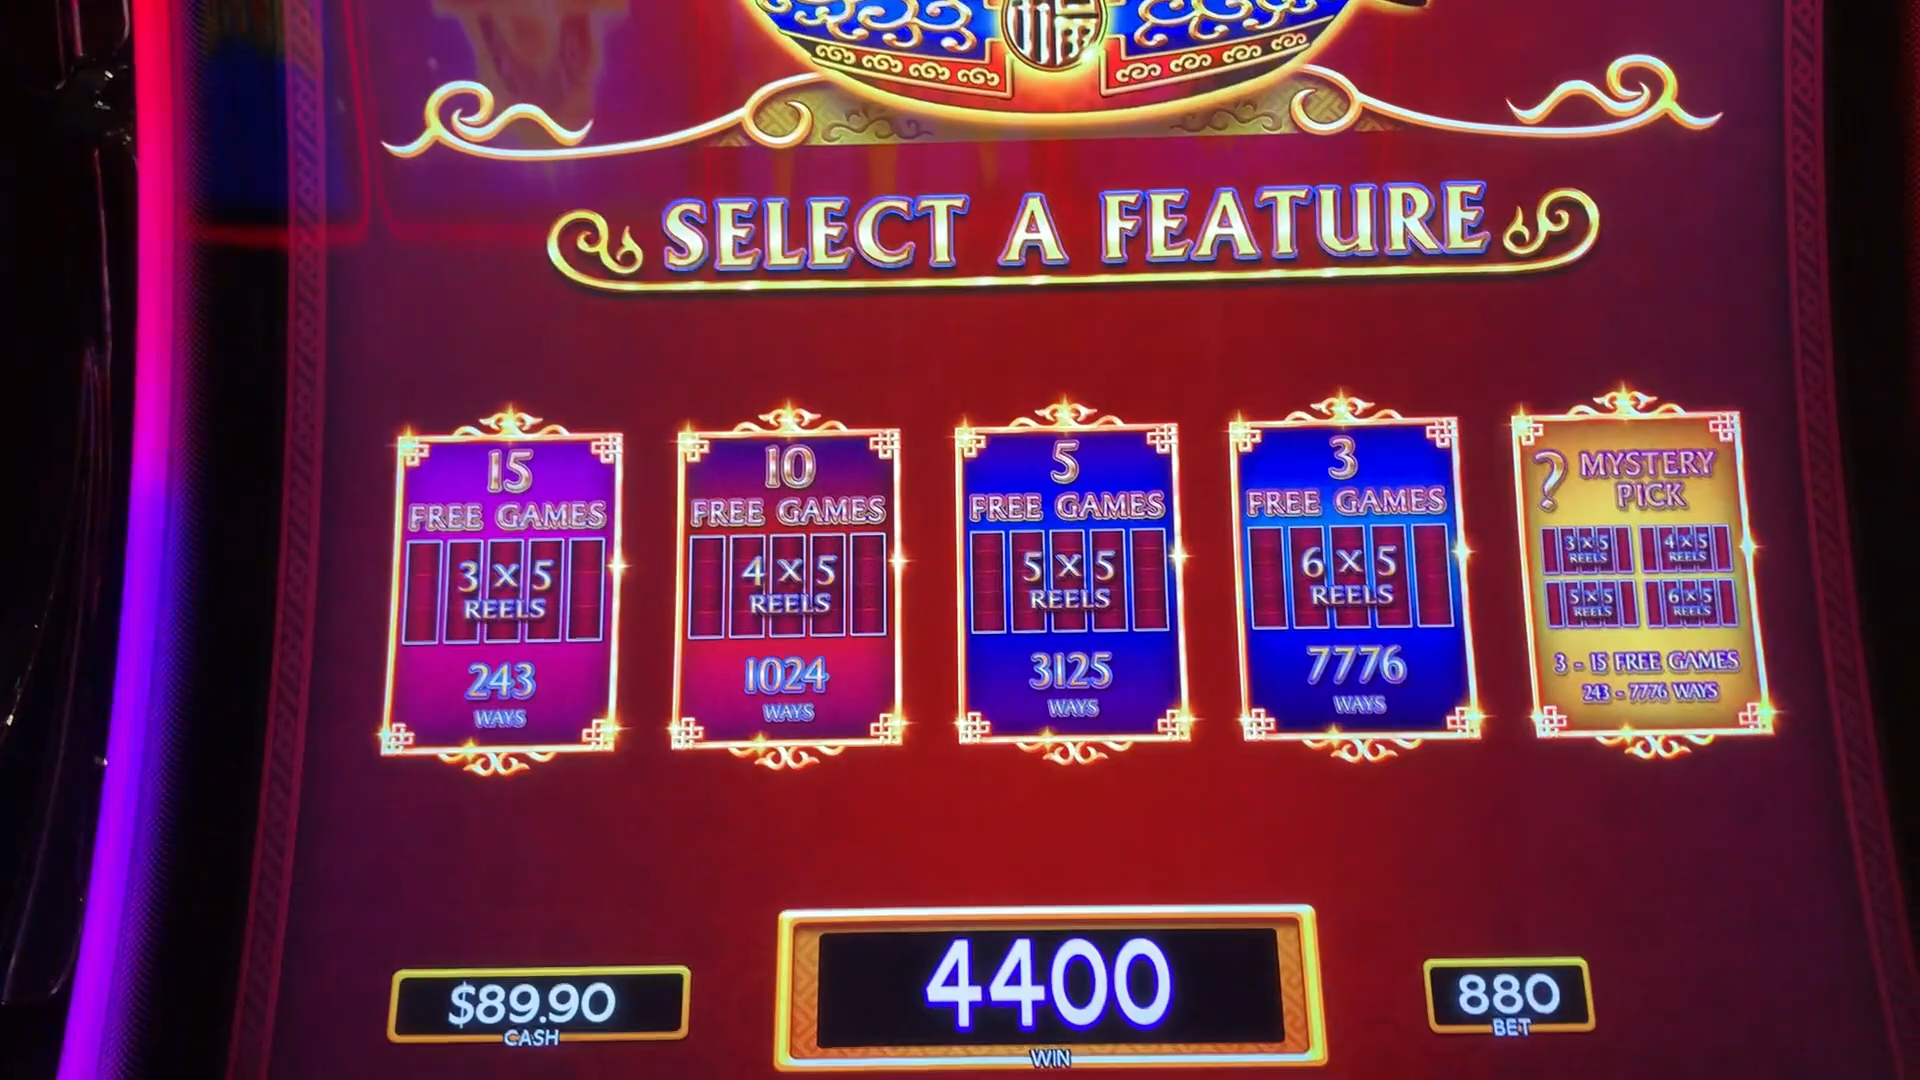 福
SELECT A FEATURE
15
FREE GAMES
3 X 5
REELS
243
WAYS
10
FREE GAMES
4 X 5
REELS
1024
WAYS
5
FREE GAMES
5 X 5
REELS
3125
WAYS
3
FREE GAMES
6 X 5
REELS
7776
WAYS
? MYSTERY
PICK
3 X 5
REELS
4 X 5
REELS
5 X 5
REELS
6 X 5
REELS
3 - 15 FREE GAMES
243 - 7776 WAYS
$89.90
CASH
4400
WIN
880
BET